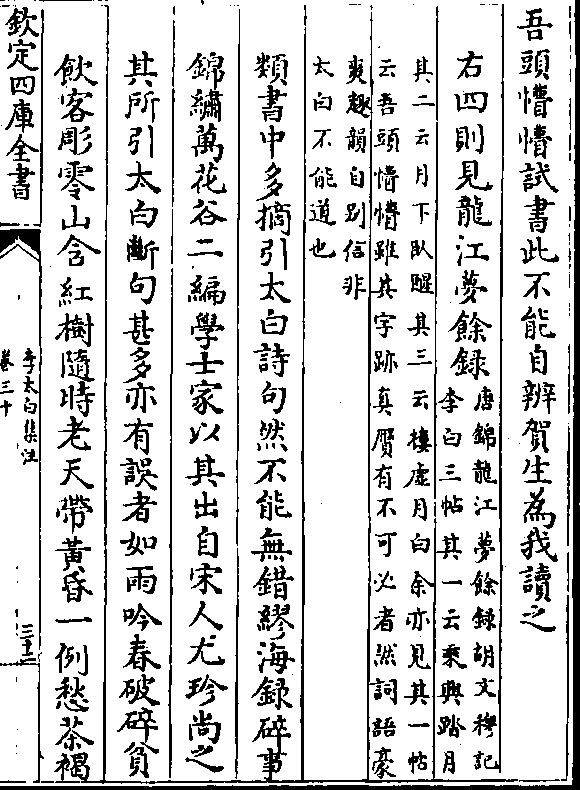 吾頭懵懵試書此不能自辨賀生為我讀之
右四則見龍江夢餘録
唐錦龍江夢餘録胡文穆記
李白三帖其一云乘興踏月
其二云月下臥醒其三云樓虛月白余亦見其一帖
云吾頭懵懵雖其字跡真贋有不可必者然詞語豪
爽趣韻自别信非
太白不能道也
類書中多摘引太白詩句然不能無錯繆海録碎事
錦繡萬花谷二編學士家以其出自宋人尤珍尚之
其所引太白斷句甚多亦有誤者如雨吟春破碎貧
飲客彫零山含紅樹隨時老天帶黃昏一例愁茶褐
欽定四庫全書
李太白集注
卷三十